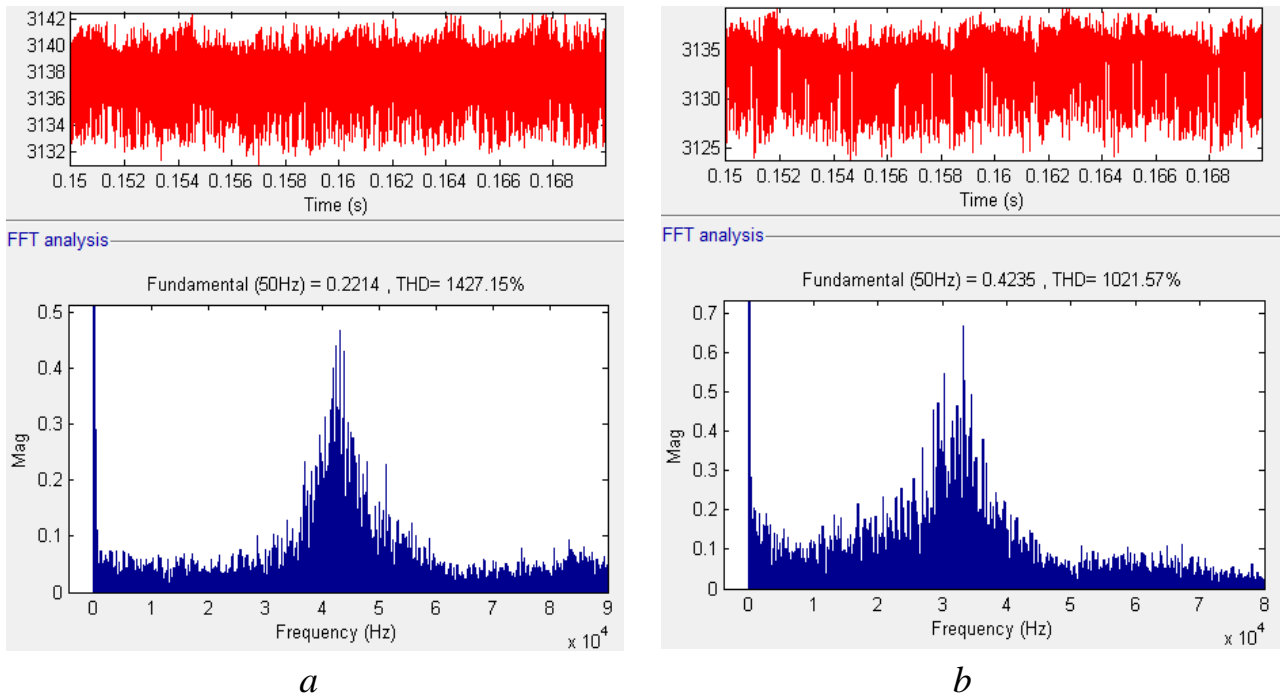 3142
3140
3138
3136
3134
3132
0.15 0.152 0.154 0.156 0.158 0.16 0.162 0.164 0.166 0.168
Time (s)
FFT analysis
Fundamental (50Hz) = 0.2214 , THD= 1427.15%
0.5
0.4
0.3
0.2
0.1
0
Mag
0 1 2 3 4 5 6 7 8 9
Frequency (Hz)
x 10^4
a
3135
3130
3125
0.15 0.152 0.154 0.156 0.158 0.16 0.162 0.164 0.166 0.168
Time (s)
FFT analysis
Fundamental (50Hz) = 0.4235 , THD= 1021.57%
0.7
0.6
0.5
0.4
0.3
0.2
0.1
0
Mag
0 1 2 3 4 5 6 7 8
Frequency (Hz)
x 10^4
b